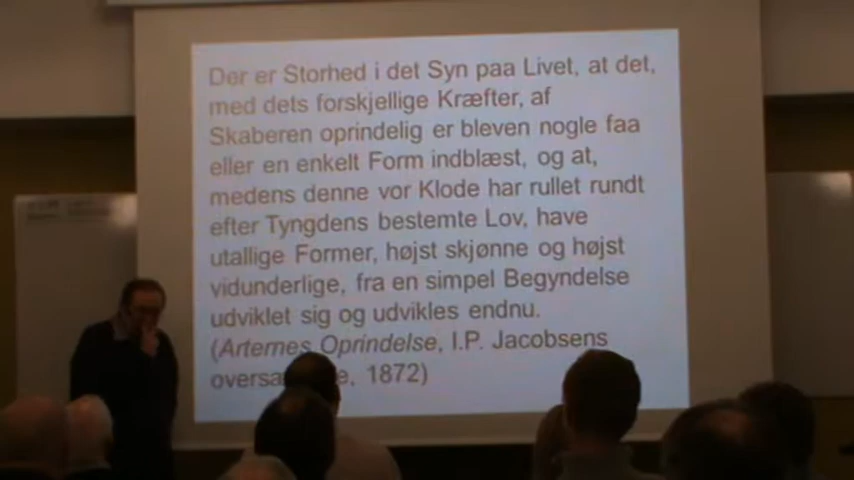 Der er Storhed i det Syn paa Livet, at det,
med dets forskjellige Kræfter, af
Skaberen oprindelig er bleven nogle faa
eller en enkelt Form indblæst, og at,
medens denne vor Klode har rullet rundt
efter Tyngdens bestemte Lov, have
utallige Former, højst skjønne og højst
vidunderlige, fra en simpel Begyndelse
udviklet sig og udvikles endnu.
(Arternes Oprindelse, I.P. Jacobsens
1872)